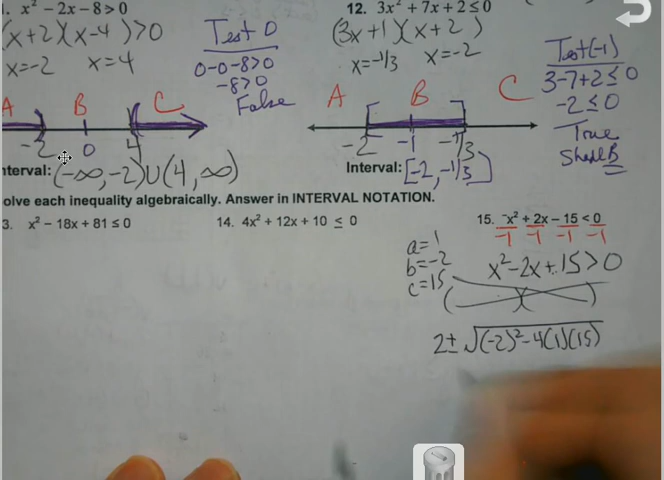 1. x² − 2x − 8 > 0
(x+2)(x-4)>0
x=-2 x=4
Test 0
0-0-8>0
-8>0
False
A B C
-2 0 4
nterval: (-∞,-2)∪(4,∞)
12. 3x² + 7x + 2 ≤ 0
(3x+1)(x+2)
x=-1/3 x=-2
Test(-1)
3-7+2≤0
-2≤0
True
Shade B
A B C
-2 -1 -1/3
Interval: [-2,-1/3]
olve each inequality algebraically. Answer in INTERVAL NOTATION.
3. x² – 18x + 81 ≤ 0
14. 4x² + 12x + 10 ≤ 0
15. -x² + 2x – 15 < 0
-1 -1 -1 -1
a=1
b=-2
c=15
x²-2x+15>0
( )( )
2± √(-2)²-4(1)(15)